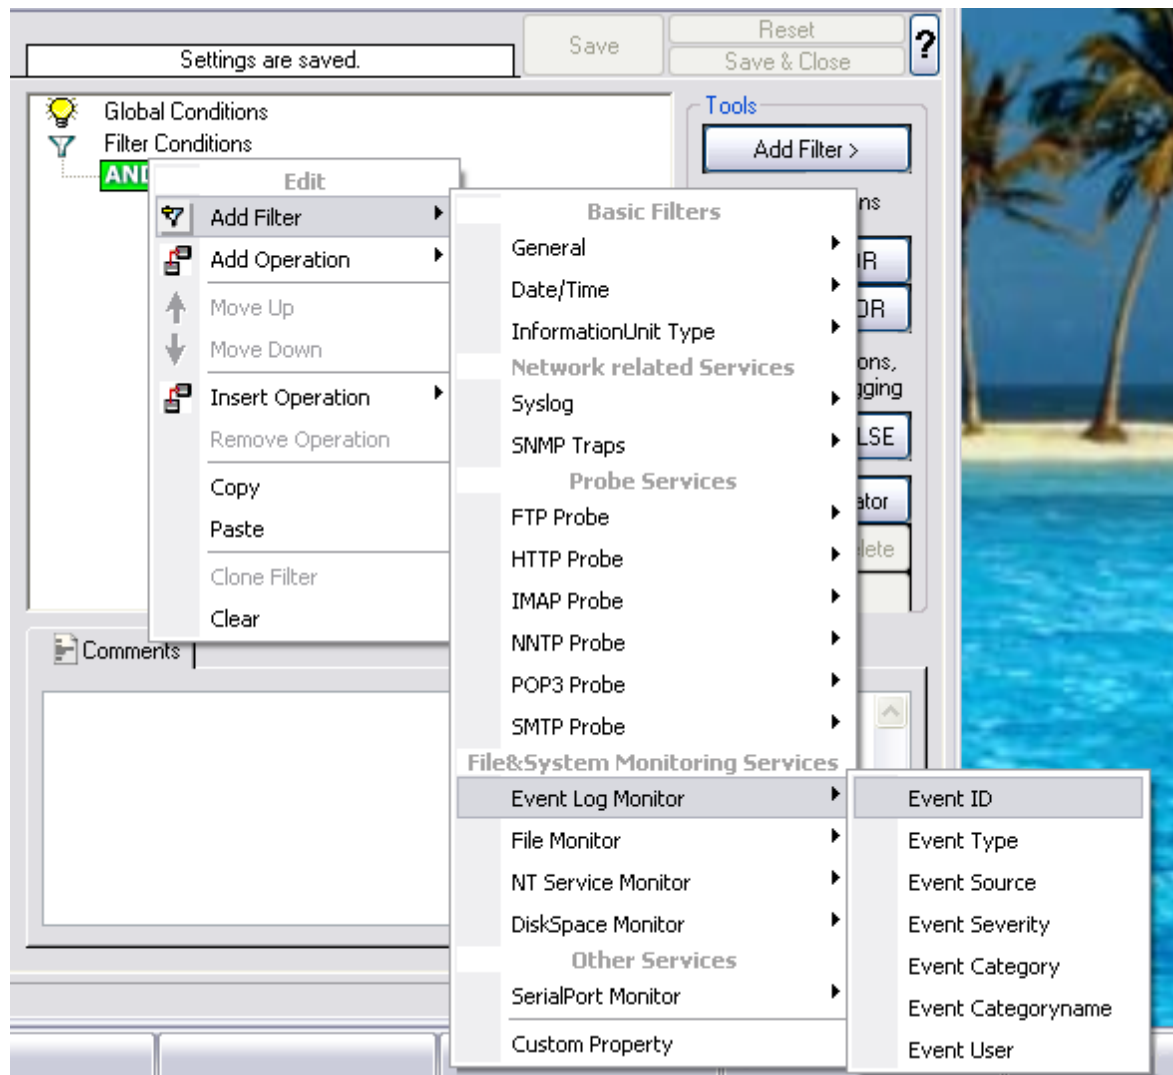 Settings are saved.
Save
Reset
Save & Close
?
Global Conditions
Filter Conditions
Tools
Add Filter >
Edit
Add Filter
Add Operation
Move Up
Move Down
Insert Operation
Remove Operation
Copy
Paste
Clone Filter
Clear
Basic Filters
General
Date/Time
InformationUnit Type
Network related Services
Syslog
SNMP Traps
Probe Services
FTP Probe
HTTP Probe
IMAP Probe
NNTP Probe
POP3 Probe
SMTP Probe
File&System Monitoring Services
Event Log Monitor
File Monitor
NT Service Monitor
DiskSpace Monitor
Other Services
SerialPort Monitor
Custom Property
Event ID
Event Type
Event Source
Event Severity
Event Category
Event Categoryname
Event User
Comments